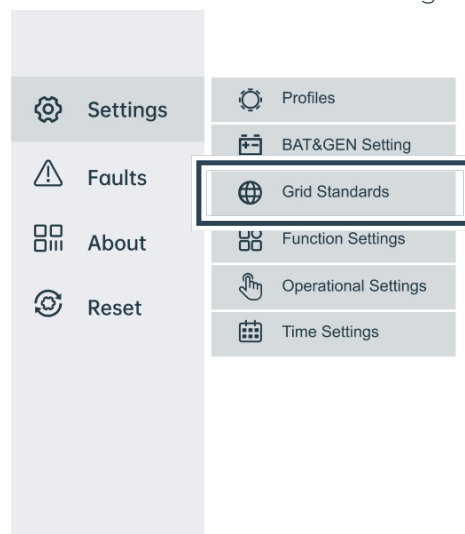 Settings
Faults
About
Reset
Profiles
BAT&GEN Setting
Grid Standards
Function Settings
Operational Settings
Time Settings